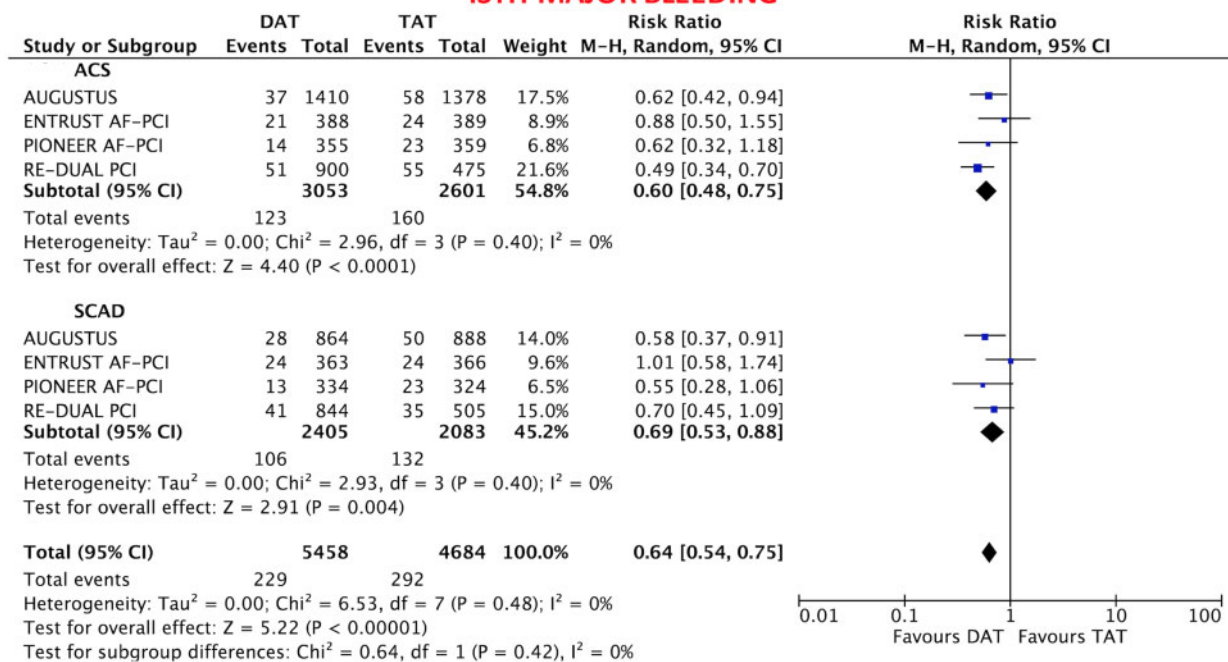 MAJOR BLEEDING
DAT TAT Risk Ratio Risk Ratio
Study or Subgroup Events Total Events Total Weight M-H, Random, 95% CI M-H, Random, 95% CI
ACS
AUGUSTUS 37 1410 58 1378 17.5% 0.62 [0.42, 0.94]
ENTRUST AF-PCI 21 388 24 389 8.9% 0.88 [0.50, 1.55]
PIONEER AF-PCI 14 355 23 359 6.8% 0.62 [0.32, 1.18]
RE-DUAL PCI 51 900 55 475 21.6% 0.49 [0.34, 0.70]
Subtotal (95% CI) 3053 2601 54.8% 0.60 [0.48, 0.75]
Total events 123 160
Heterogeneity: Tau² = 0.00; Chi² = 2.96, df = 3 (P = 0.40); I² = 0%
Test for overall effect: Z = 4.40 (P < 0.0001)
SCAD
AUGUSTUS 28 864 50 888 14.0% 0.58 [0.37, 0.91]
ENTRUST AF-PCI 24 363 24 366 9.6% 1.01 [0.58, 1.74]
PIONEER AF-PCI 13 334 23 324 6.5% 0.55 [0.28, 1.06]
RE-DUAL PCI 41 844 35 505 15.0% 0.70 [0.45, 1.09]
Subtotal (95% CI) 2405 2083 45.2% 0.69 [0.53, 0.88]
Total events 106 132
Heterogeneity: Tau² = 0.00; Chi² = 2.93, df = 3 (P = 0.40); I² = 0%
Test for overall effect: Z = 2.91 (P = 0.004)
Total (95% CI) 5458 4684 100.0% 0.64 [0.54, 0.75]
Total events 229 292
Heterogeneity: Tau² = 0.00; Chi² = 6.53, df = 7 (P = 0.48); I² = 0%
Test for overall effect: Z = 5.22 (P < 0.00001)
Test for subgroup differences: Chi² = 0.64, df = 1 (P = 0.42), I² = 0%
0.01 0.1 1 10 100
Favours DAT Favours TAT